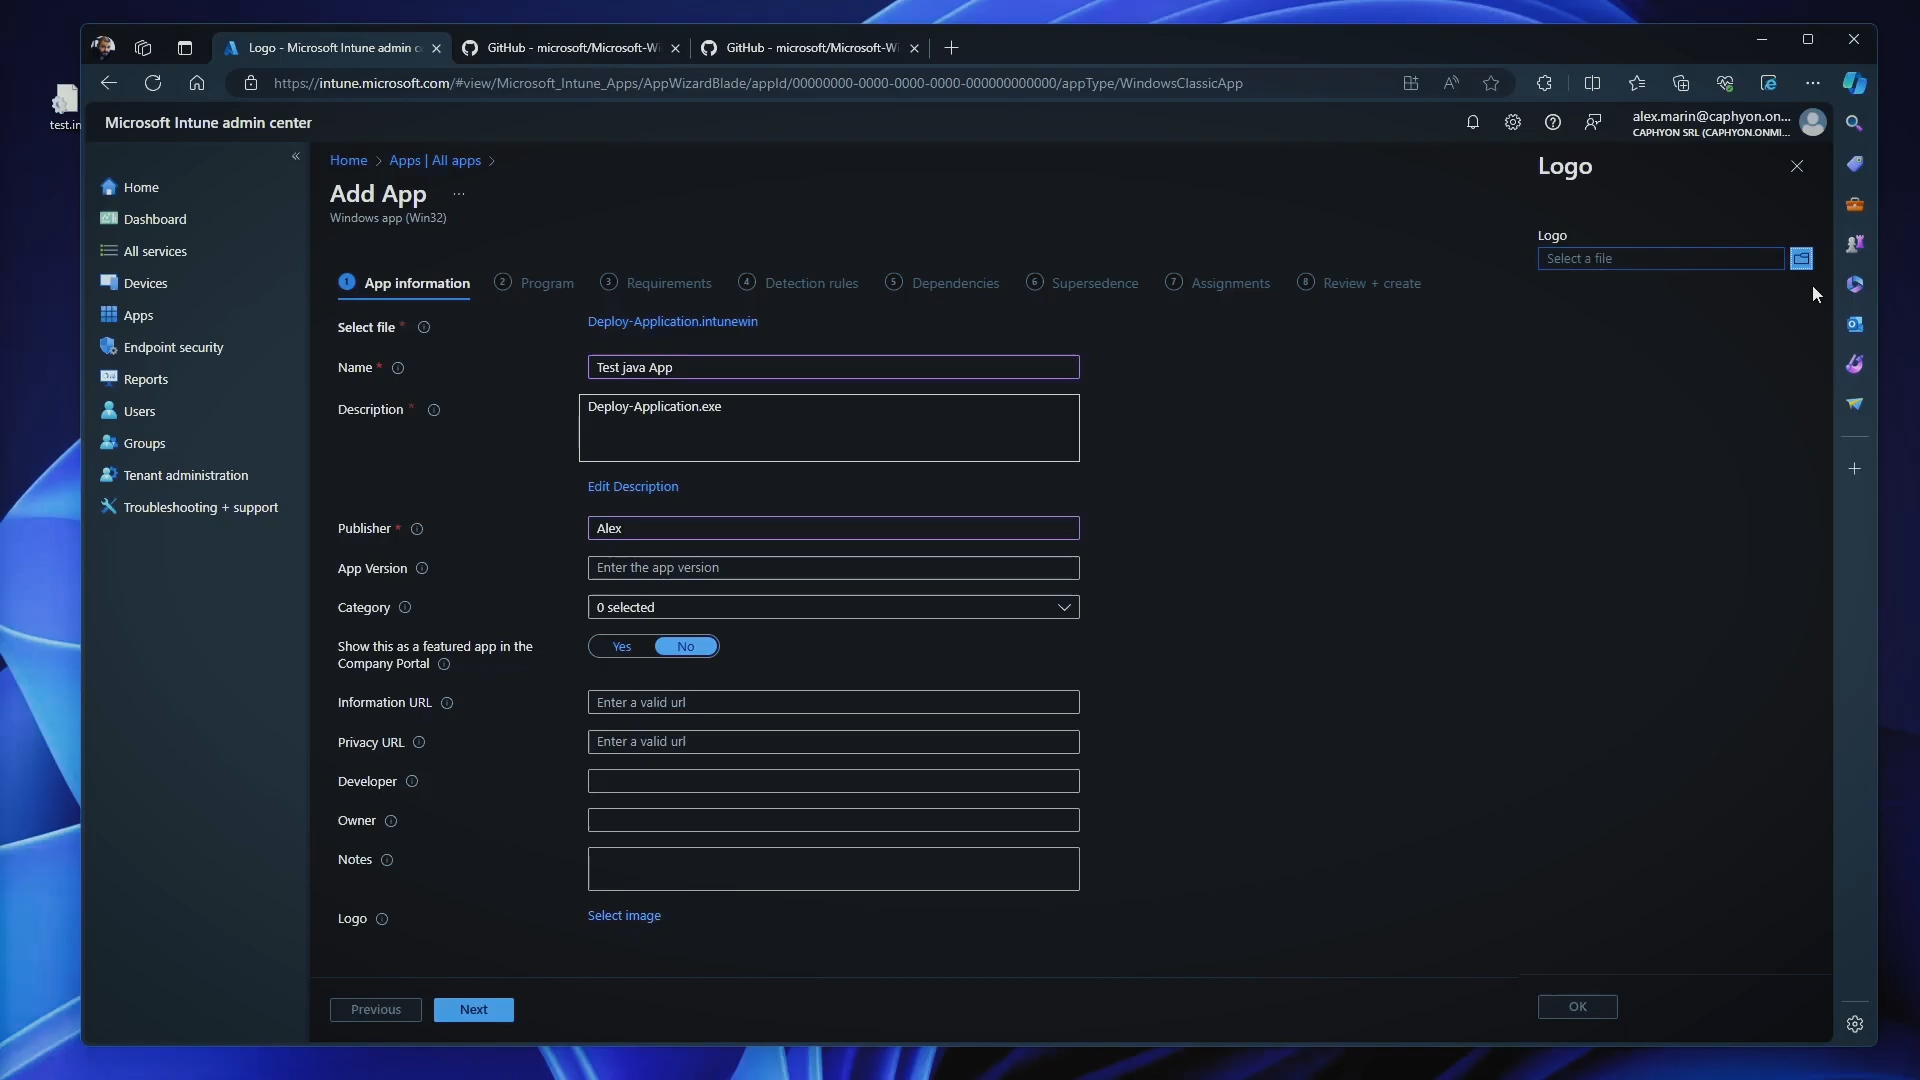 test.in
Logo - Microsoft Intune admin c
GitHub - microsoft/Microsoft-Wi
GitHub - microsoft/Microsoft-Wi
https://intune.microsoft.com/#view/Microsoft_Intune_Apps/AppWizardBlade/appId/00000000-0000-0000-0000-000000000000/appType/WindowsClassicApp
Microsoft Intune admin center
alex.marin@caphyon.on...
CAPHYON SRL (CAPHYON.ONMI...
Home
Dashboard
All services
Devices
Apps
Endpoint security
Reports
Users
Groups
Tenant administration
Troubleshooting + support
Home > Apps | All apps >
Add App ...
Windows app (Win32)
1 App information
2 Program
3 Requirements
4 Detection rules
5 Dependencies
6 Supersedence
7 Assignments
8 Review + create
Select file *
Deploy-Application.intunewin
Name *
Test java App
Description *
Deploy-Application.exe
Edit Description
Publisher *
Alex
App Version
Enter the app version
Category
0 selected
Show this as a featured app in the
Company Portal
Yes No
Information URL
Enter a valid url
Privacy URL
Enter a valid url
Developer
Owner
Notes
Logo
Select image
Previous
Next
Logo
Logo
Select a file
OK